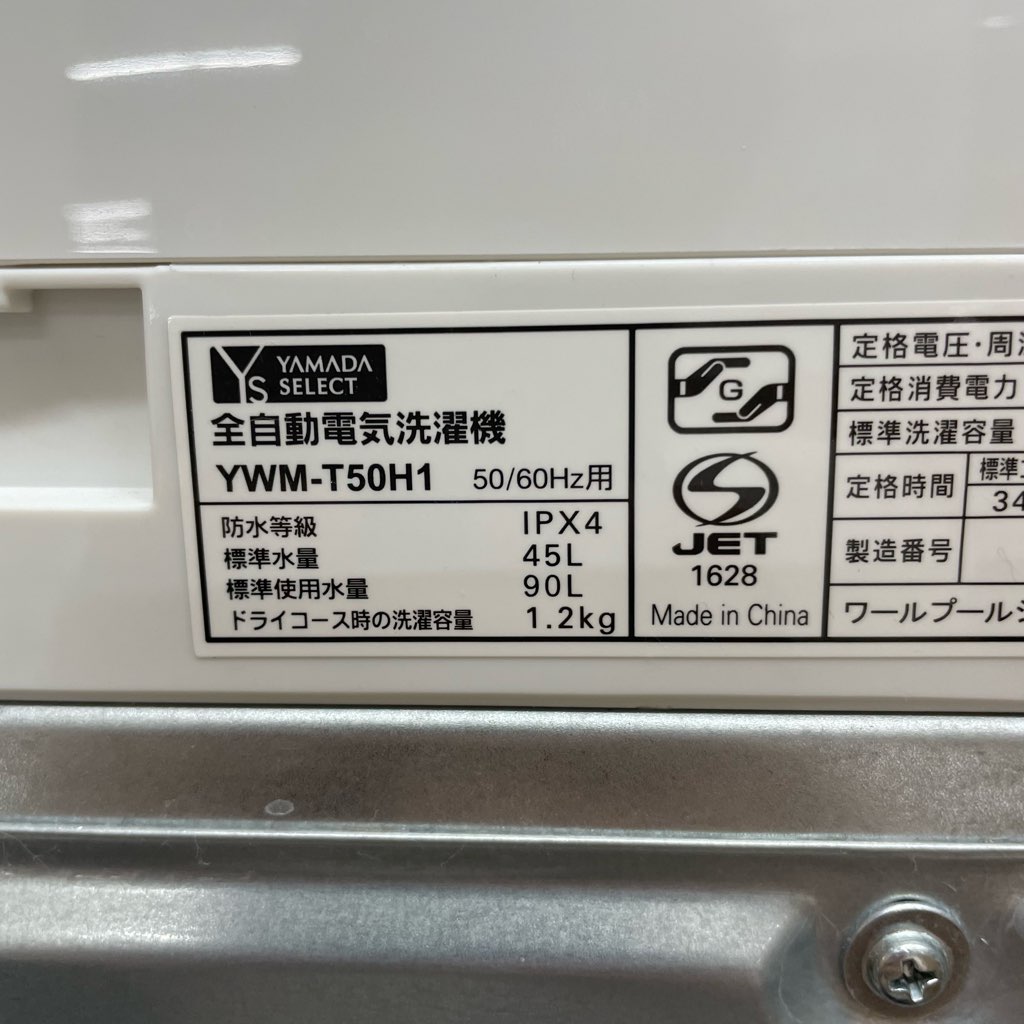 YS YAMADA
SELECT
全自動電気洗濯機
YWM-T50H1 50/60Hz用
防水等級 IPX4
標準水量 45L
標準使用水量 90L
ドライコース時の洗濯容量 1.2kg
G
JET
1628
Made in China
定格電圧・周
定格消費電力
標準洗濯容量
定格時間 標準
34
製造番号
ワールプール